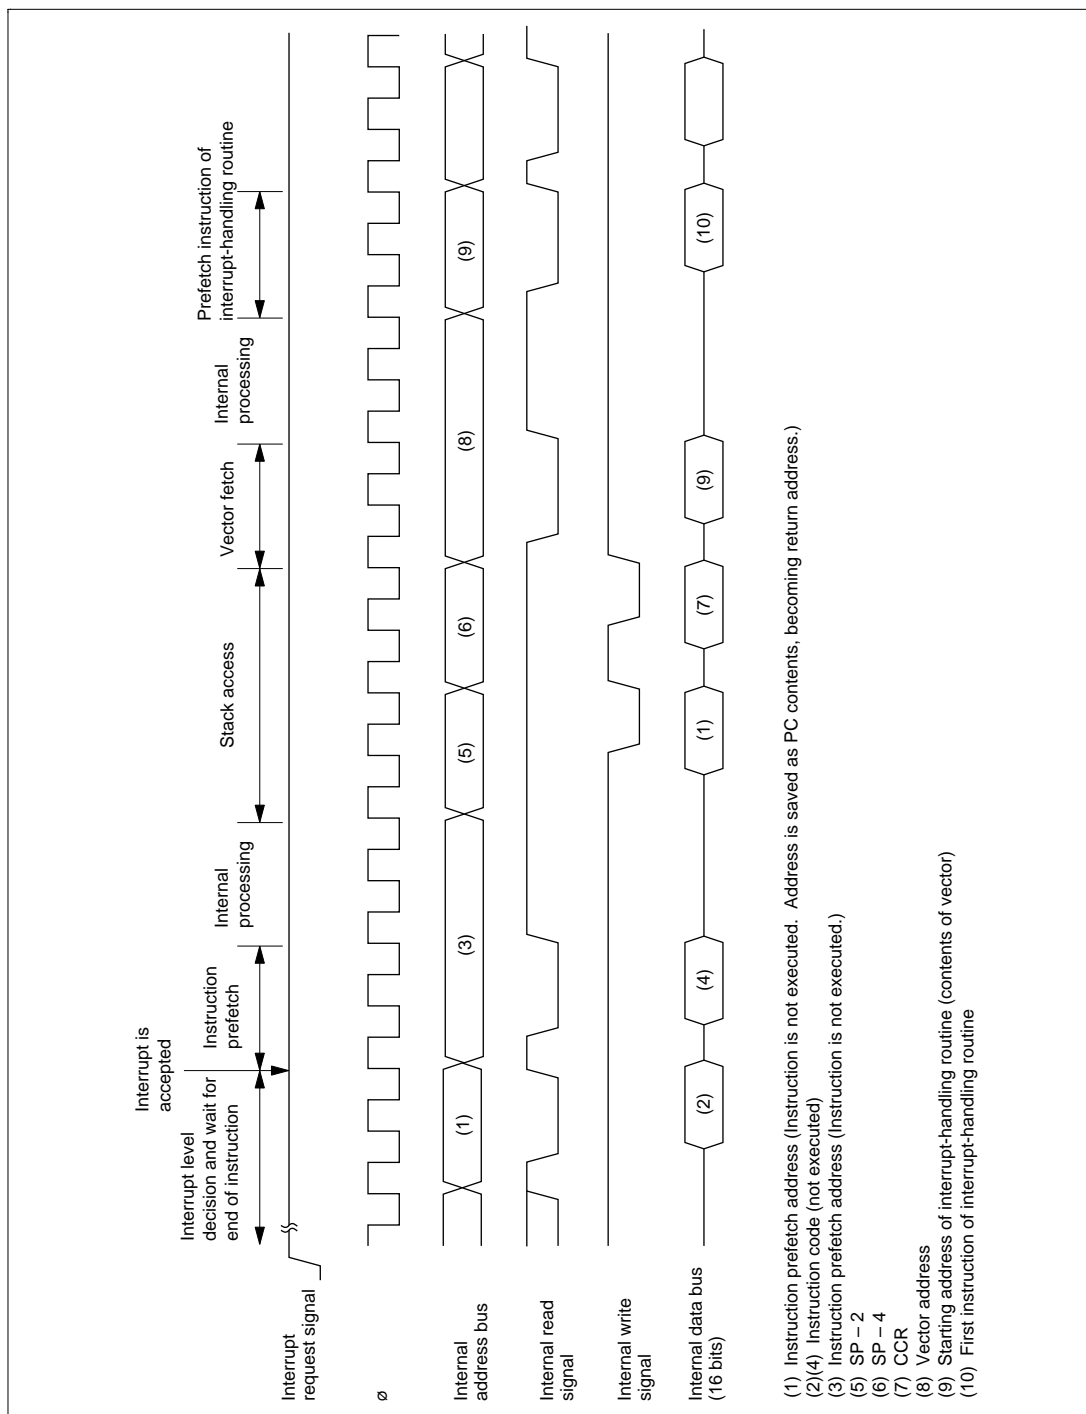 Interrupt is
accepted
Interrupt level
decision and wait for
end of instruction
Instruction
prefetch
Internal
processing
Stack access
Vector fetch
Internal
processing
Prefetch instruction of
interrupt-handling routine
Interrupt
request signal
ø
Internal
address bus
(1)
(3)
(5)
(6)
(8)
(9)
Internal read
signal
Internal write
signal
Internal data bus
(16 bits)
(2)
(4)
(1)
(7)
(9)
(10)
(1) Instruction prefetch address (Instruction is not executed. Address is saved as PC contents, becoming return address.)
(2)(4) Instruction code (not executed)
(3) Instruction prefetch address (Instruction is not executed.)
(5) SP – 2
(6) SP – 4
(7) CCR
(8) Vector address
(9) Starting address of interrupt-handling routine (contents of vector)
(10) First instruction of interrupt-handling routine